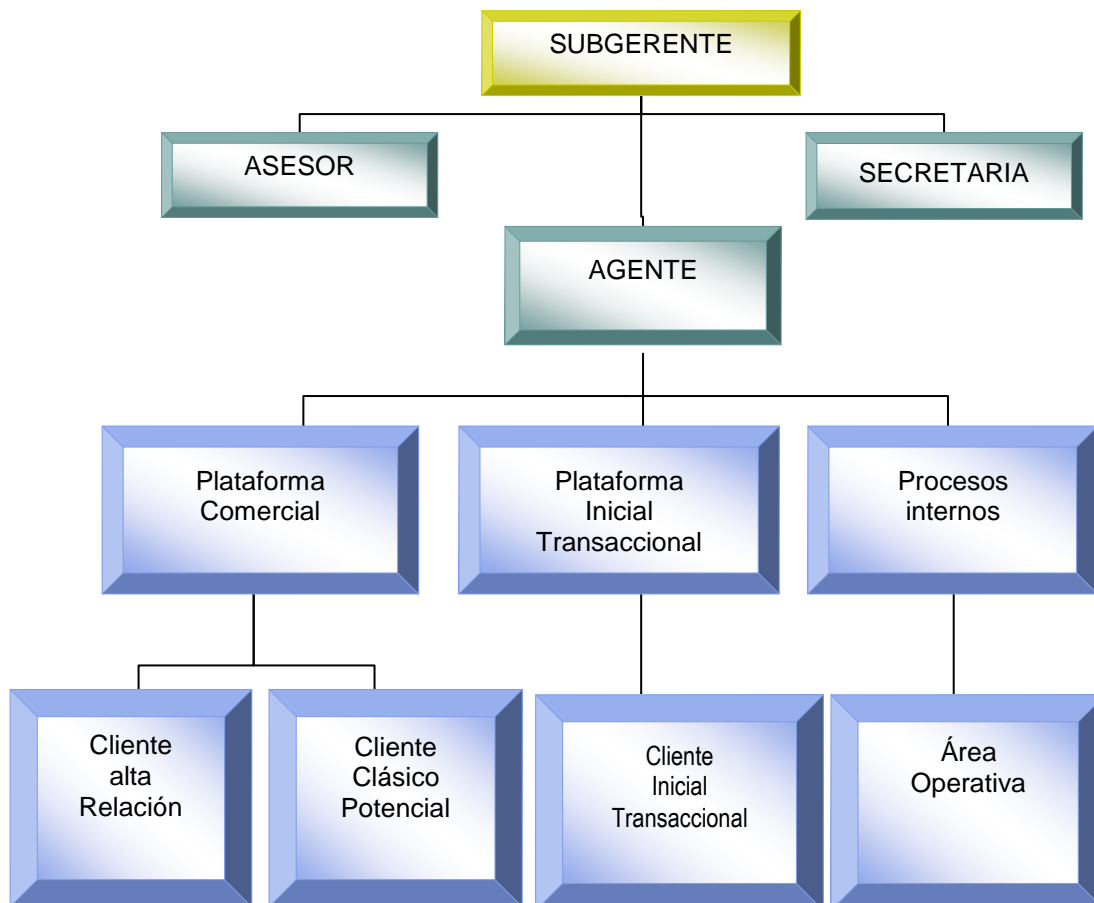 SUBGERENTE
ASESOR
SECRETARIA
AGENTE
Plataforma
Comercial
Plataforma
Inicial
Transaccional
Procesos
internos
Cliente
alta
Relación
Cliente
Clásico
Potencial
Cliente
Inicial
Transaccional
Área
Operativa